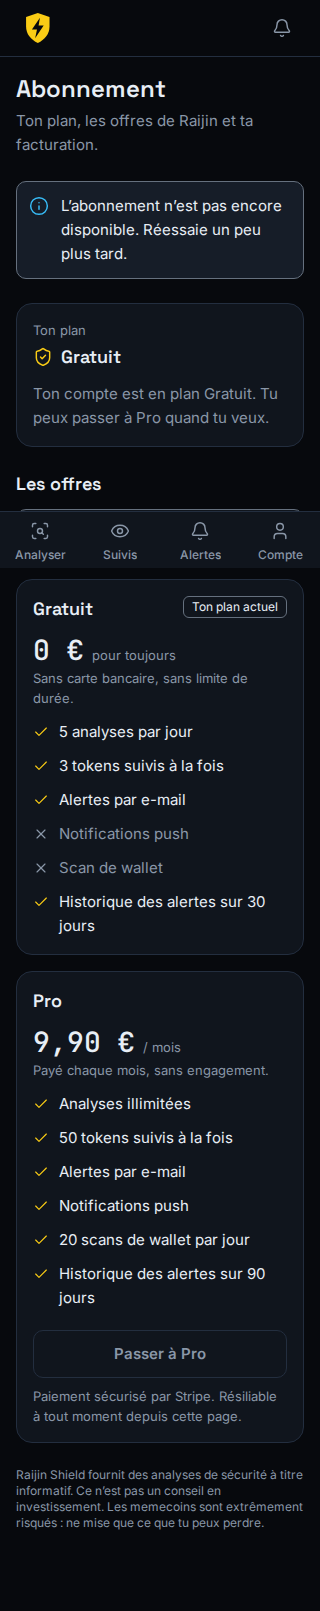 Abonnement
Ton plan, les offres de Raijin et ta
facturation.
L’abonnement n’est pas encore
disponible. Réessaie un peu
plus tard.
Ton plan
Gratuit
Ton compte est en plan Gratuit. Tu
peux passer à Pro quand tu veux.
Les offres
Analyser Suivis Alertes Compte
Gratuit Ton plan actuel
0 € pour toujours
Sans carte bancaire, sans limite de
durée.
5 analyses par jour
3 tokens suivis à la fois
Alertes par e-mail
Notifications push
Scan de wallet
Historique des alertes sur 30
jours
Pro
9,90 € / mois
Payé chaque mois, sans engagement.
Analyses illimitées
50 tokens suivis à la fois
Alertes par e-mail
Notifications push
20 scans de wallet par jour
Historique des alertes sur 90
jours
Passer à Pro
Paiement sécurisé par Stripe. Résiliable
à tout moment depuis cette page.
Raijin Shield fournit des analyses de sécurité à titre
informatif. Ce n’est pas un conseil en
investissement. Les memecoins sont extrêmement
risqués : ne mise que ce que tu peux perdre.